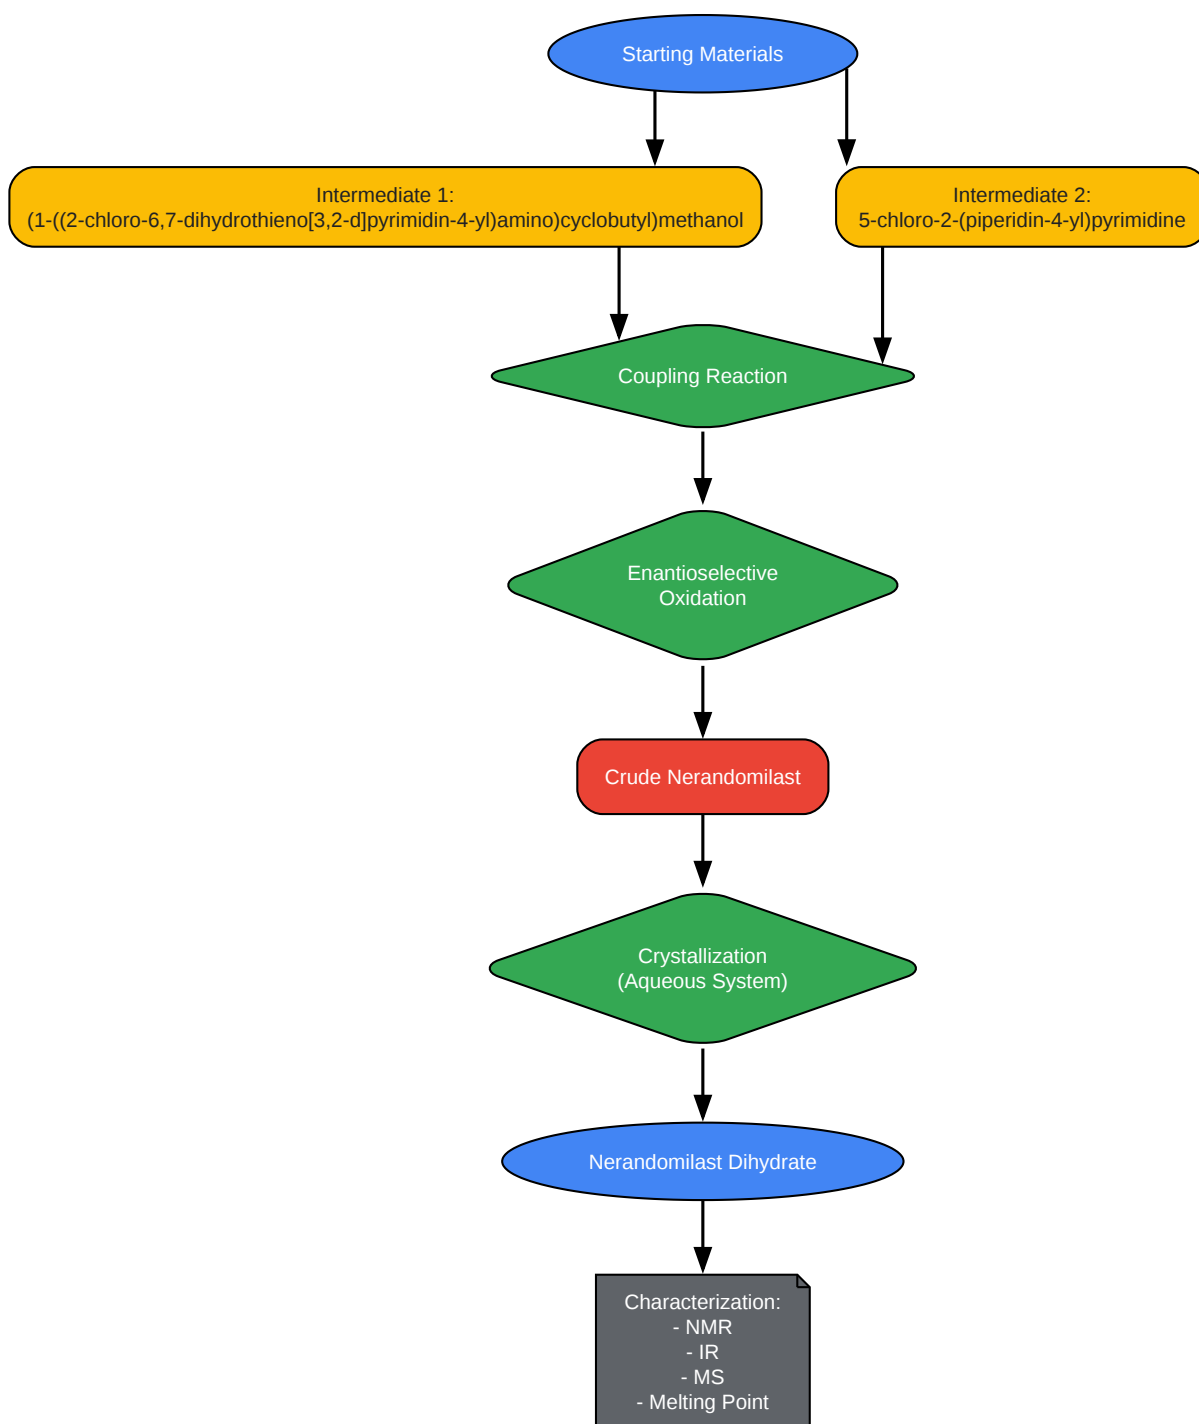 Starting Materials
Intermediate 1:
(1-((2-chloro-6,7-dihydrothieno[3,2-d]pyrimidin-4-yl)amino)cyclobutyl)methanol
Intermediate 2:
5-chloro-2-(piperidin-4-yl)pyrimidine
Coupling Reaction
Enantioselective
Oxidation
Crude Nerandomilast
Crystallization
(Aqueous System)
Nerandomilast Dihydrate
Characterization:
- NMR
- IR
- MS
- Melting Point